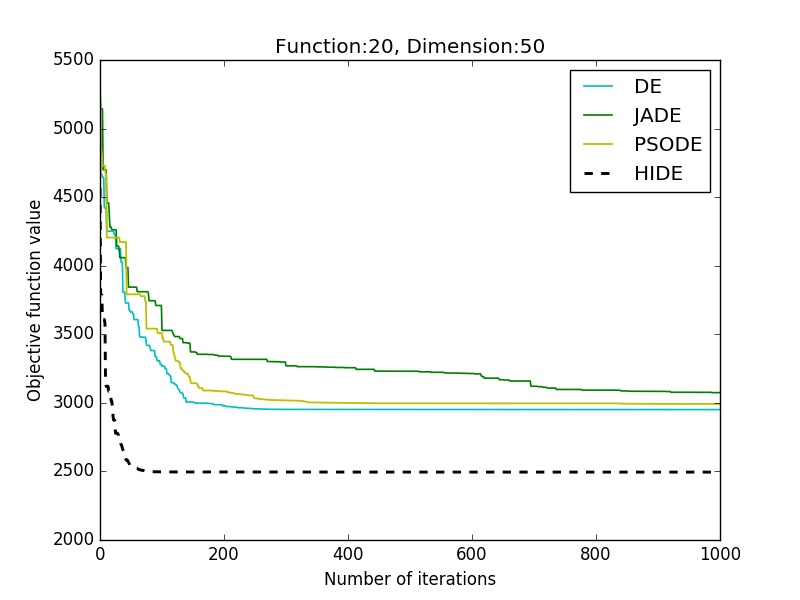 Function:20, Dimension:50
5500
5000
4500
4000
3500
3000
2500
2000
Objective function value
0
200
400
600
800
1000
Number of iterations
DE
JADE
PSODE
HIDE